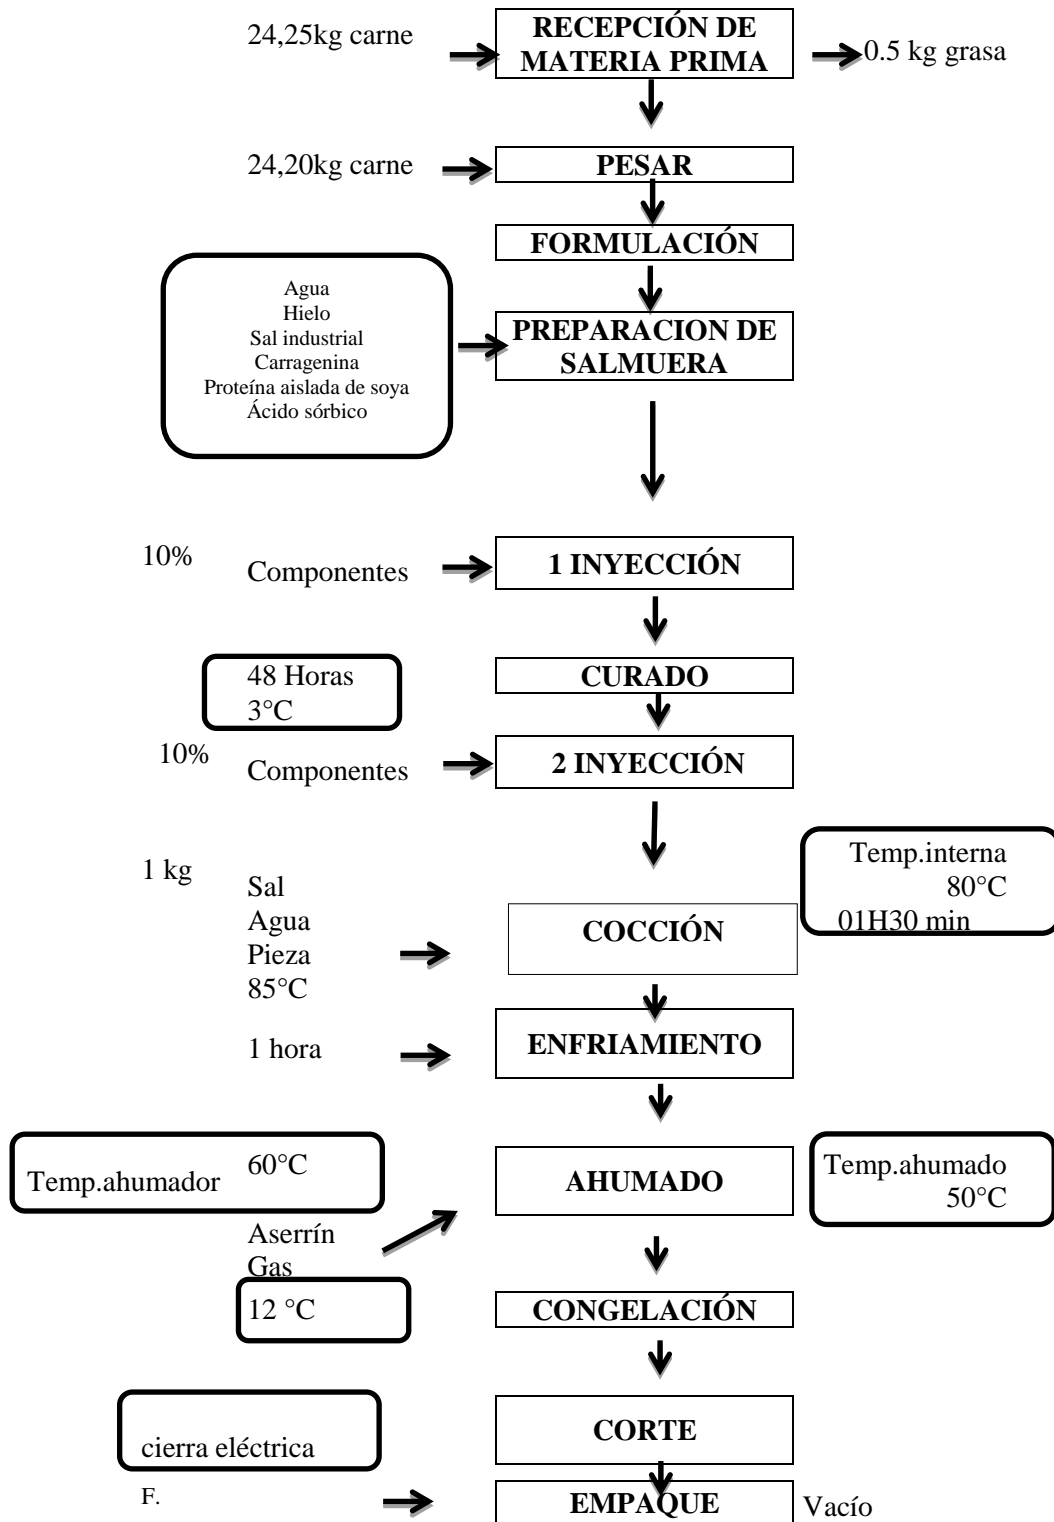 24,25kg carne
RECEPCIÓN DE
MATERIA PRIMA
0.5 kg grasa
24,20kg carne
PESAR
FORMULACIÓN
Agua
Hielo
Sal industrial
Carragenina
Proteína aislada de soya
Ácido sórbico
PREPARACION DE
SALMUERA
10%
Componentes
1 INYECCIÓN
48 Horas
3°C
CURADO
10%
Componentes
2 INYECCIÓN
Temp.interna
80°C
01H30 min
1 kg
Sal
Agua
Pieza
85°C
COCCIÓN
1 hora
ENFRIAMIENTO
60°C
Temp.ahumador
AHUMADO
Temp.ahumado
50°C
Aserrín
Gas
12 °C
CONGELACIÓN
cierra eléctrica
CORTE
F.
EMPAQUE
Vacío